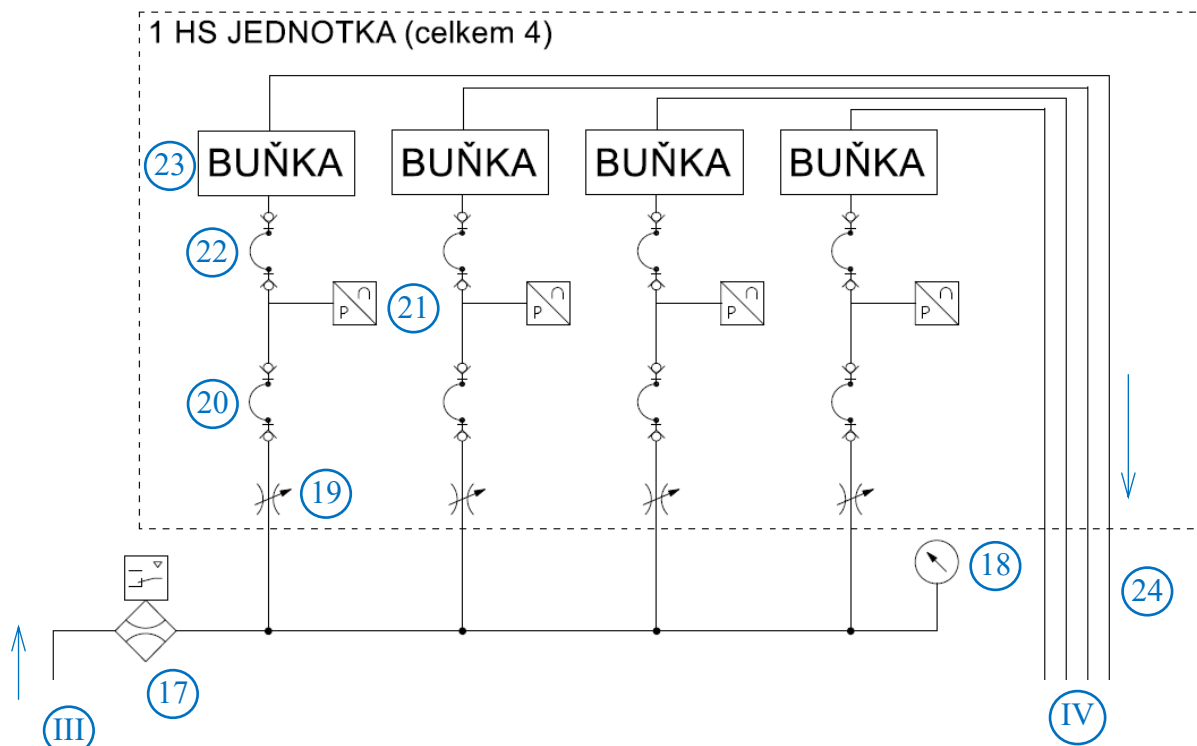 1 HS JEDNOTKA (celkem 4)
23 BUŇKA BUŇKA BUŇKA BUŇKA
22
P 21 P P P
20
19
18
24
17
III IV